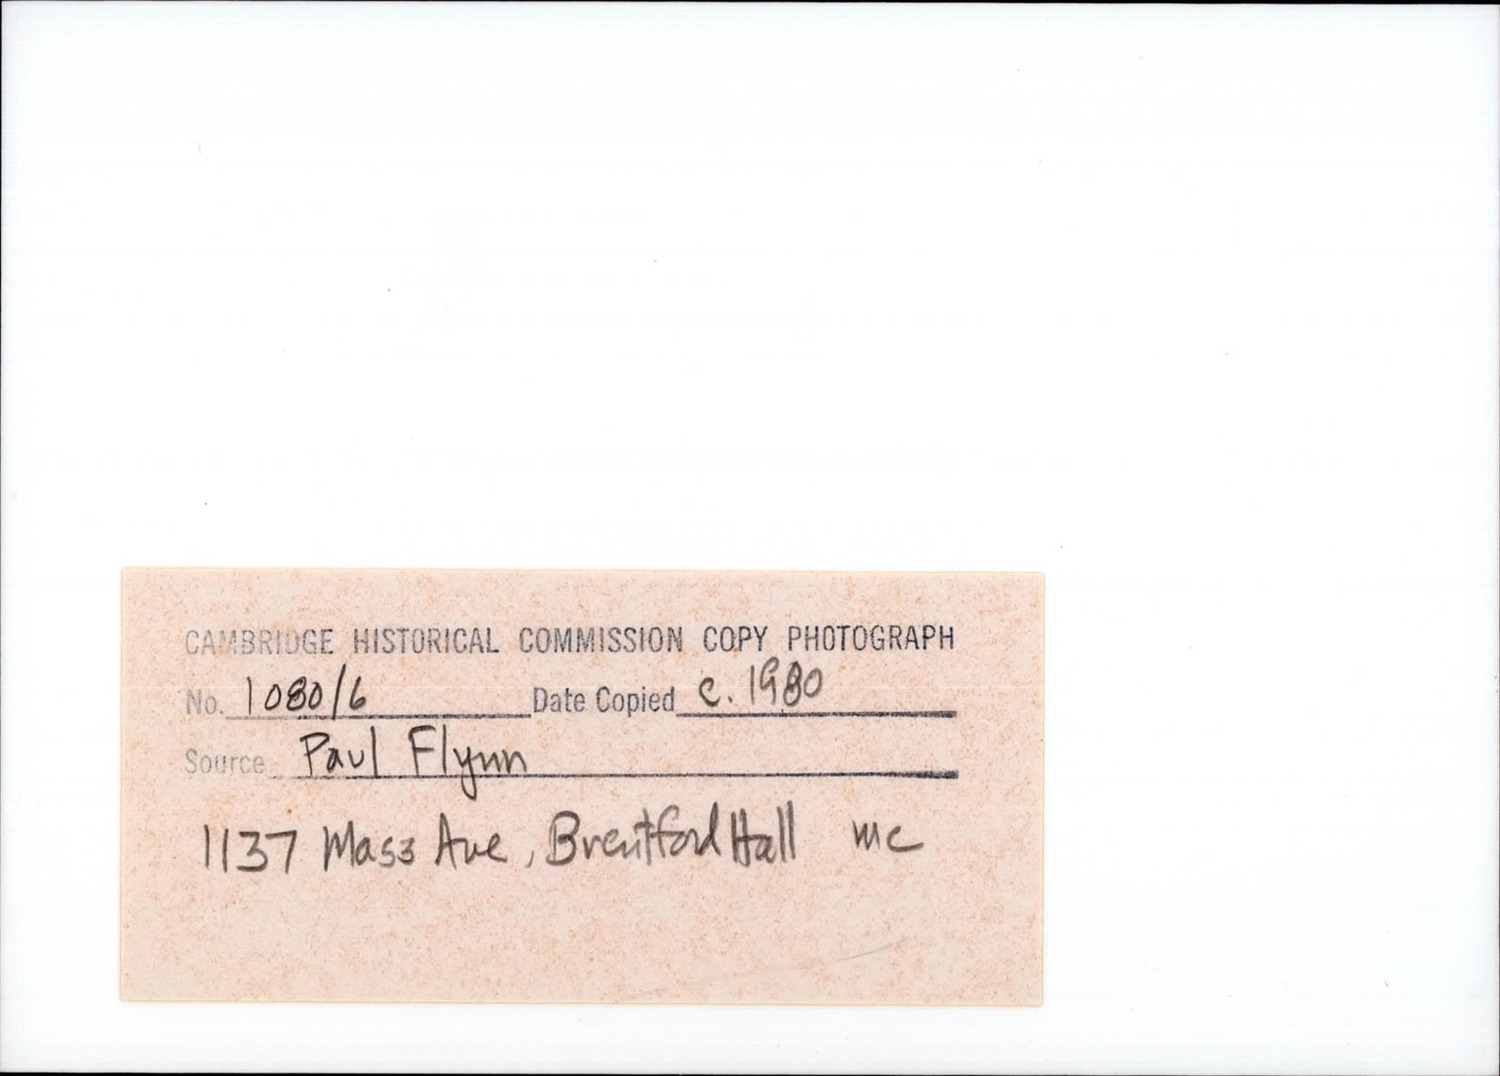 CAMBRIDGE HISTORICAL COMMISSION COPY PHOTOGRAPH
No. 1080/6 Date Copied c. 1980
Source Paul Flynn
1137 Mass Ave, Brentford Hall MC